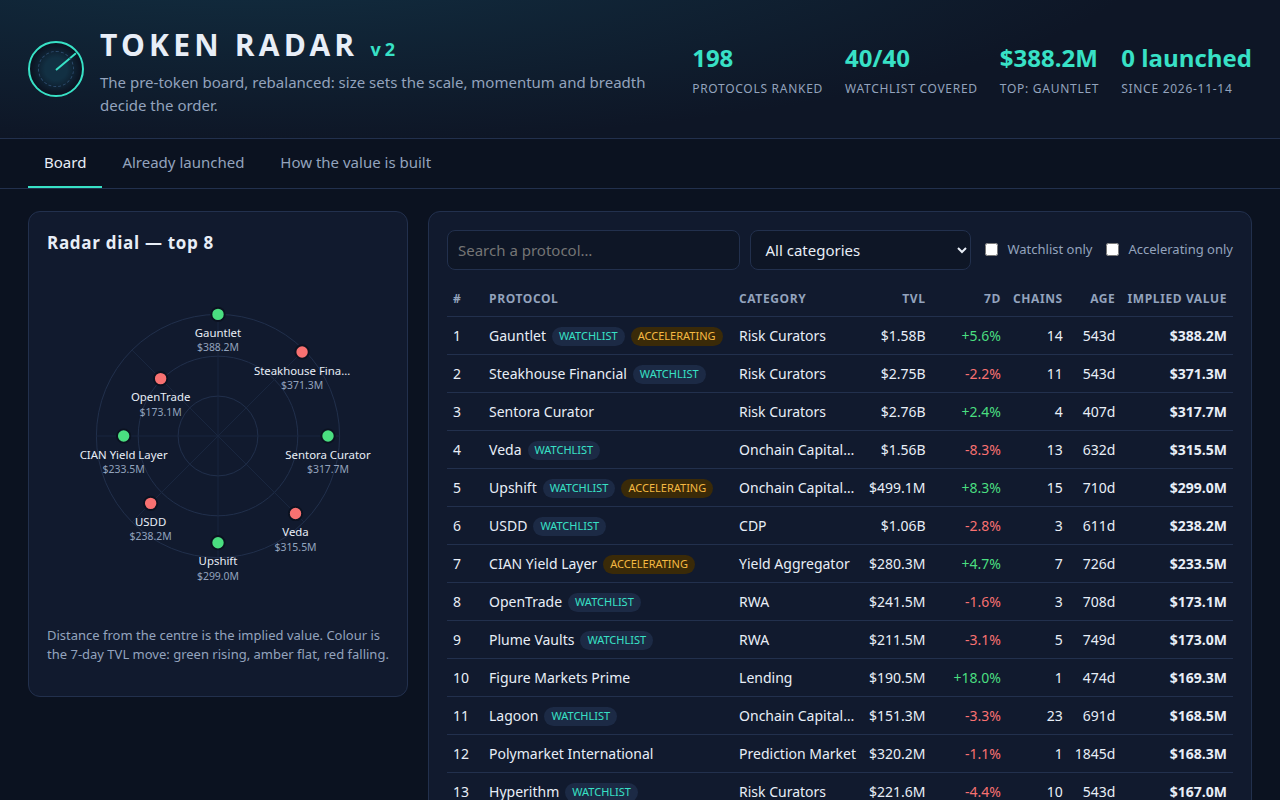 TOKEN RADAR v2
The pre-token board, rebalanced: size sets the scale, momentum and breadth
decide the order.
198
PROTOCOLS RANKED
40/40
WATCHLIST COVERED
$388.2M
TOP: GAUNTLET
0 launched
SINCE 2026-11-14
Board
Already launched
How the value is built
Radar dial — top 8
Gauntlet
$388.2M
Steakhouse Fina...
$371.3M
OpenTrade
$173.1M
CIAN Yield Layer
$233.5M
Sentora Curator
$317.7M
USDD
$238.2M
Veda
$315.5M
Upshift
$299.0M
Distance from the centre is the implied value. Colour is
the 7-day TVL move: green rising, amber flat, red falling.
Search a protocol...
All categories
Watchlist only
Accelerating only
# PROTOCOL CATEGORY TVL 7D CHAINS AGE IMPLIED VALUE
1 Gauntlet WATCHLIST ACCELERATING Risk Curators $1.58B +5.6% 14 543d $388.2M
2 Steakhouse Financial WATCHLIST Risk Curators $2.75B -2.2% 11 543d $371.3M
3 Sentora Curator Risk Curators $2.76B +2.4% 4 407d $317.7M
4 Veda WATCHLIST Onchain Capital... $1.56B -8.3% 13 632d $315.5M
5 Upshift WATCHLIST ACCELERATING Onchain Capital... $499.1M +8.3% 15 710d $299.0M
6 USDD WATCHLIST CDP $1.06B -2.8% 3 611d $238.2M
7 CIAN Yield Layer ACCELERATING Yield Aggregator $280.3M +4.7% 7 726d $233.5M
8 OpenTrade WATCHLIST RWA $241.5M -1.6% 3 708d $173.1M
9 Plume Vaults WATCHLIST RWA $211.5M -3.1% 5 749d $173.0M
10 Figure Markets Prime Lending $190.5M +18.0% 1 474d $169.3M
11 Lagoon WATCHLIST Onchain Capital... $151.3M -3.3% 23 691d $168.5M
12 Polymarket International Prediction Market $320.2M -1.1% 1 1845d $168.3M
13 Hyperithm WATCHLIST Risk Curators $221.6M -4.4% 10 543d $167.0M